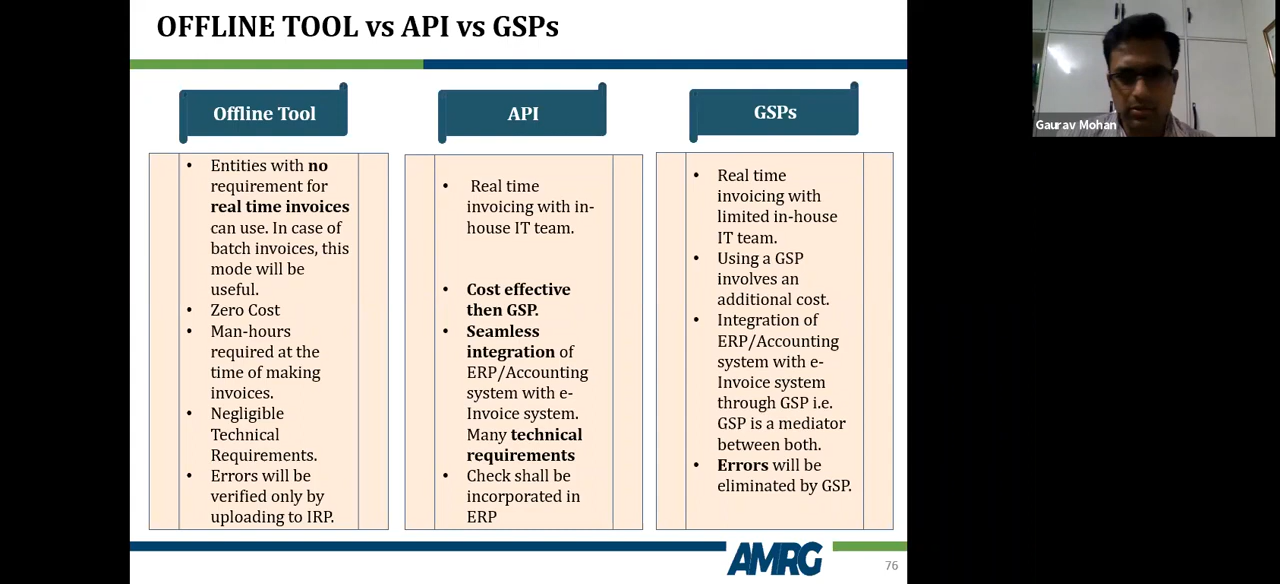 OFFLINE TOOL vs API vs GSPs
Offline Tool
• Entities with no
requirement for
real time invoices
can use. In case of
batch invoices, this
mode will be
useful.
• Zero Cost
• Man-hours
required at the
time of making
invoices.
• Negligible
Technical
Requirements.
• Errors will be
verified only by
uploading to IRP.
API
• Real time
invoicing with in-
house IT team.
• Cost effective
then GSP.
• Seamless
integration of
ERP/Accounting
system with e-
Invoice system.
Many technical
requirements
• Check shall be
incorporated in
ERP
GSPs
• Real time
invoicing with
limited in-house
IT team.
• Using a GSP
involves an
additional cost.
• Integration of
ERP/Accounting
system with e-
Invoice system
through GSP i.e.
GSP is a mediator
between both.
• Errors will be
eliminated by GSP.
AMRG
76
Gaurav Mohan